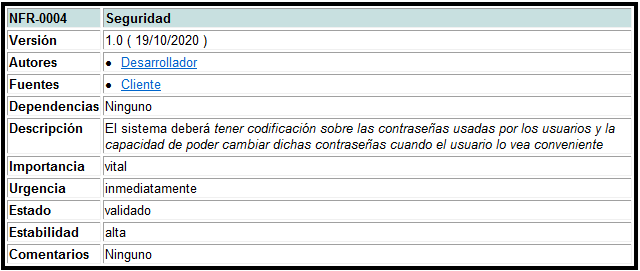 NFR-0004 Seguridad
Versión 1.0 ( 19/10/2020 )
Autores • Desarrollador
Fuentes • Cliente
Dependencias Ninguno
Descripción El sistema deberá tener codificación sobre las contraseñas usadas por los usuarios y la
capacidad de poder cambiar dichas contraseñas cuando el usuario lo vea conveniente
Importancia vital
Urgencia inmediatamente
Estado validado
Estabilidad alta
Comentarios Ninguno